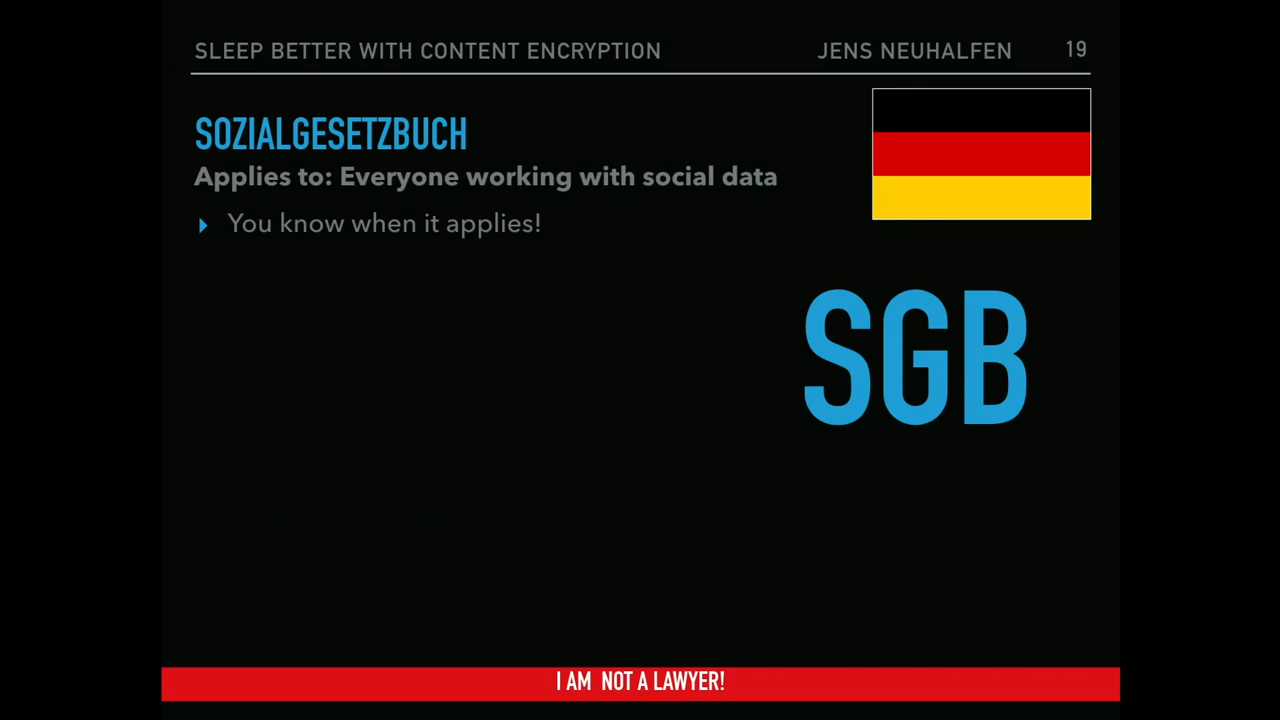 SLEEP BETTER WITH CONTENT ENCRYPTION JENS NEUHALFEN 19
SOZIALGESETZBUCH
Applies to: Everyone working with social data
You know when it applies!
SGB
I AM NOT A LAWYER!